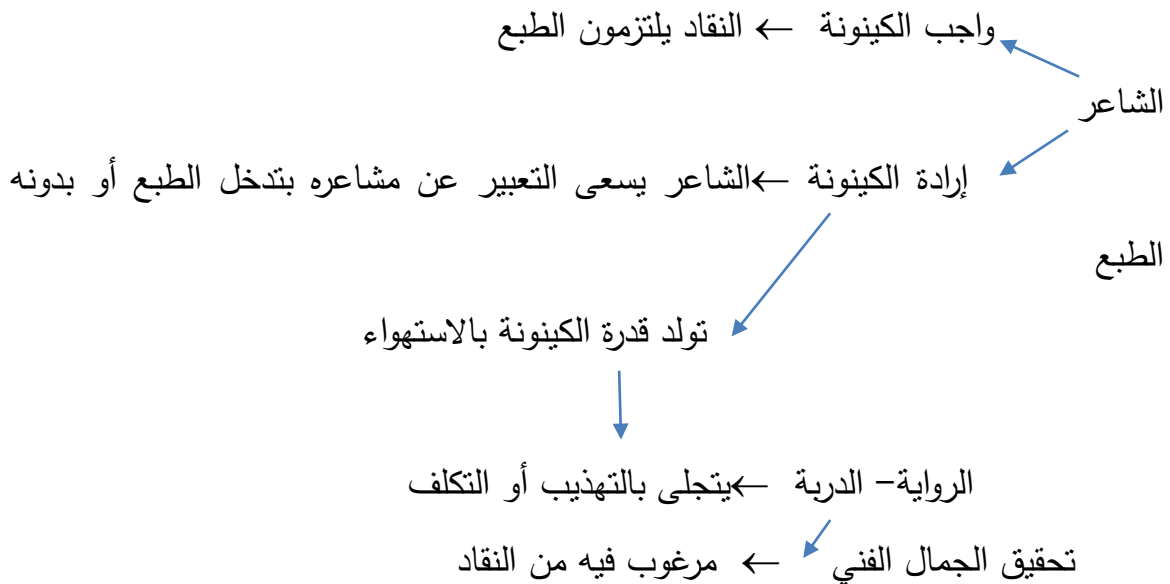 واجب الكينونة ← النقاد يلتزمون الطبع
الشاعر
إرادة الكينونة ←الشاعر يسعى التعبير عن مشاعره بتدخل الطبع أو بدونه
الطبع
تولد قدرة الكينونة بالاستهواء
الرواية– الدربة ←يتجلى بالتهذيب أو التكلف
تحقيق الجمال الفني ← مرغوب فيه من النقاد